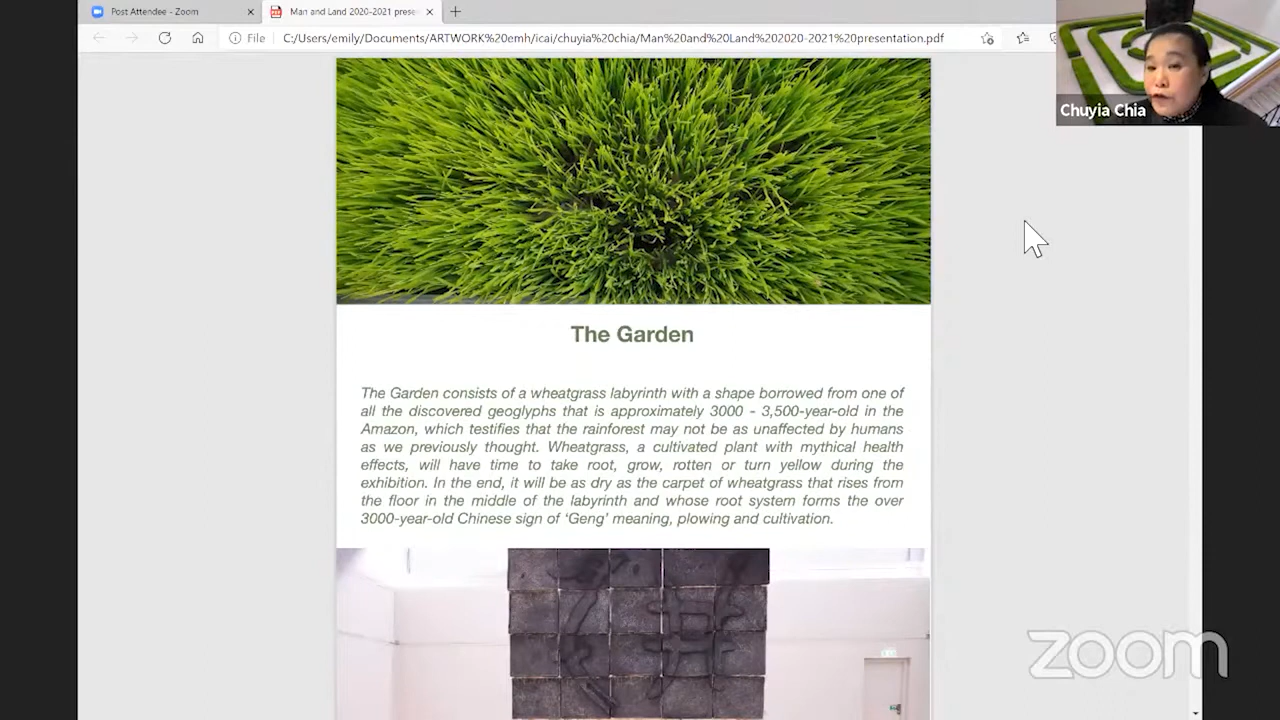 Post Attendee - Zoom
Man and Land 2020-2021 prese
File C:/Users/emily/Documents/ARTWORK%20emh/icai/chuyia%20chia/Man%20and%20Land%202020-2021%20presentation.pdf
Chuyia Chia
The Garden
The Garden consists of a wheatgrass labyrinth with a shape borrowed from one of
all the discovered geoglyphs that is approximately 3000 - 3,500-year-old in the
Amazon, which testifies that the rainforest may not be as unaffected by humans
as we previously thought. Wheatgrass, a cultivated plant with mythical health
effects, will have time to take root, grow, rotten or turn yellow during the
exhibition. In the end, it will be as dry as the carpet of wheatgrass that rises from
the floor in the middle of the labyrinth and whose root system forms the over
3000-year-old Chinese sign of ‘Geng’ meaning, plowing and cultivation.
zoom